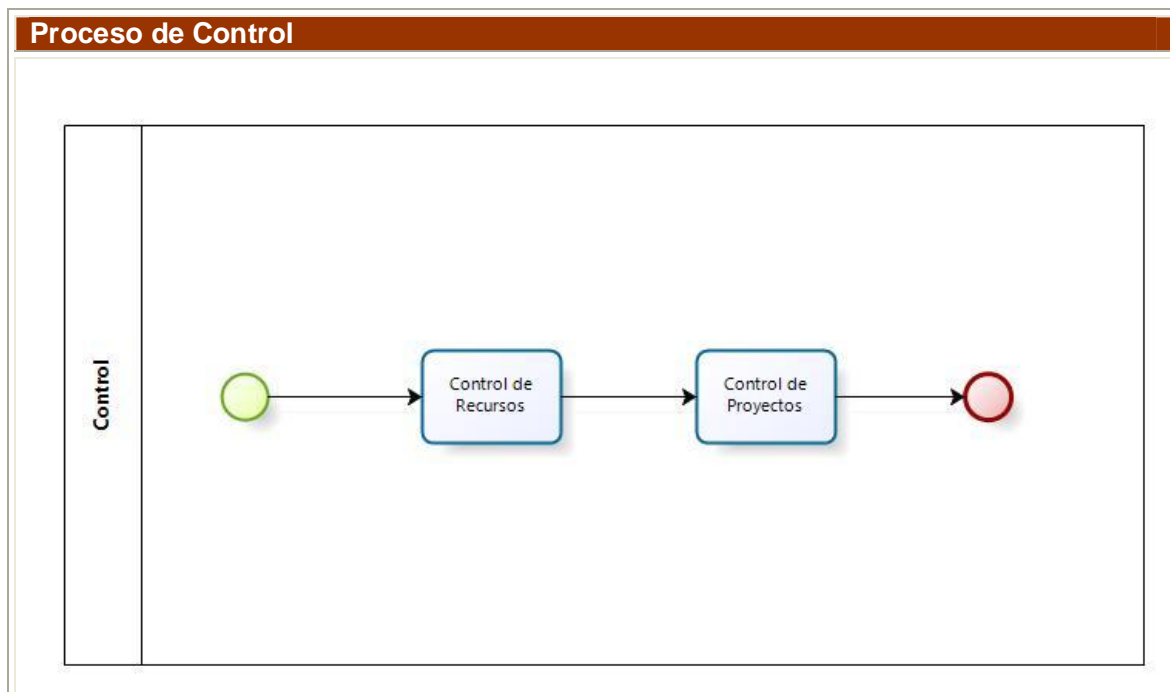 Proceso de Control
Control
Control de
Recursos
Control de
Proyectos